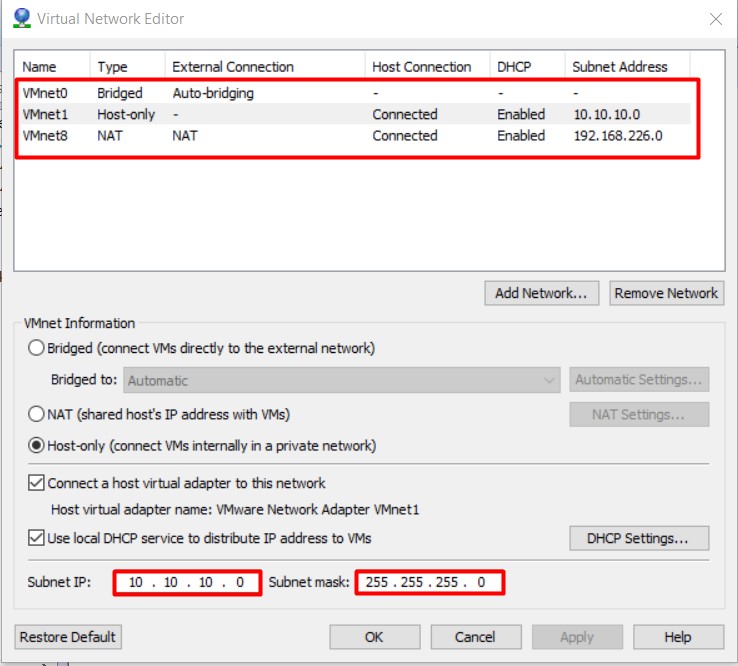 Virtual Network Editor
Name Type External Connection Host Connection DHCP Subnet Address
VMnet0 Bridged Auto-bridging - - -
VMnet1 Host-only - Connected Enabled 10.10.10.0
VMnet8 NAT NAT Connected Enabled 192.168.226.0
Add Network... Remove Network
VMnet Information
Bridged (connect VMs directly to the external network)
Bridged to: Automatic Automatic Settings...
NAT (shared host's IP address with VMs) NAT Settings...
Host-only (connect VMs internally in a private network)
Connect a host virtual adapter to this network
Host virtual adapter name: VMware Network Adapter VMnet1
Use local DHCP service to distribute IP address to VMs DHCP Settings...
Subnet IP: 10 . 10 . 10 . 0 Subnet mask: 255 . 255 . 255 . 0
Restore Default OK Cancel Apply Help